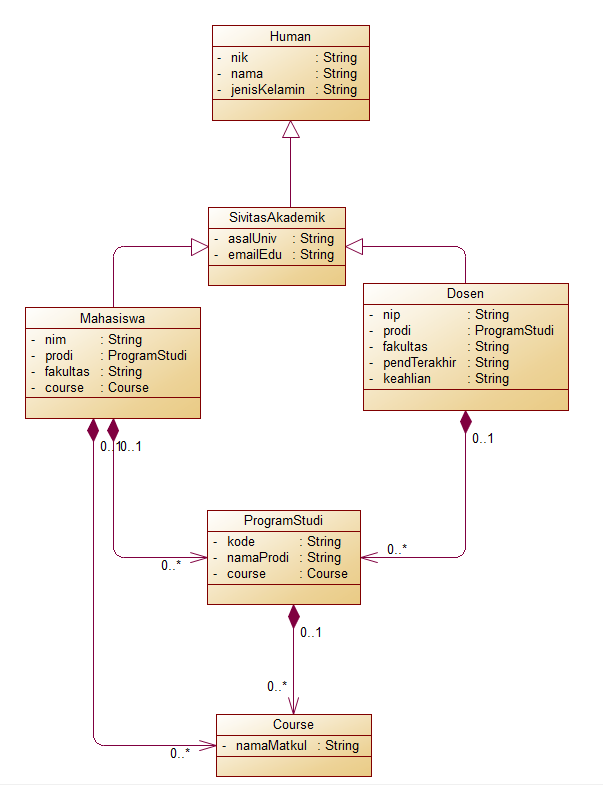 Human
- nik : String
- nama : String
- jenisKelamin : String
SivitasAkademik
- asalUniv : String
- emailEdu : String
Mahasiswa
- nim : String
- prodi : ProgramStudi
- fakultas : String
- course : Course
Dosen
- nip : String
- prodi : ProgramStudi
- fakultas : String
- pendTerakhir : String
- keahlian : String
0..1
0..1
0..1
ProgramStudi
- kode : String
- namaProdi : String
- course : Course
0..*
0..*
0..1
0..*
Course
- namaMatkul : String
0..*